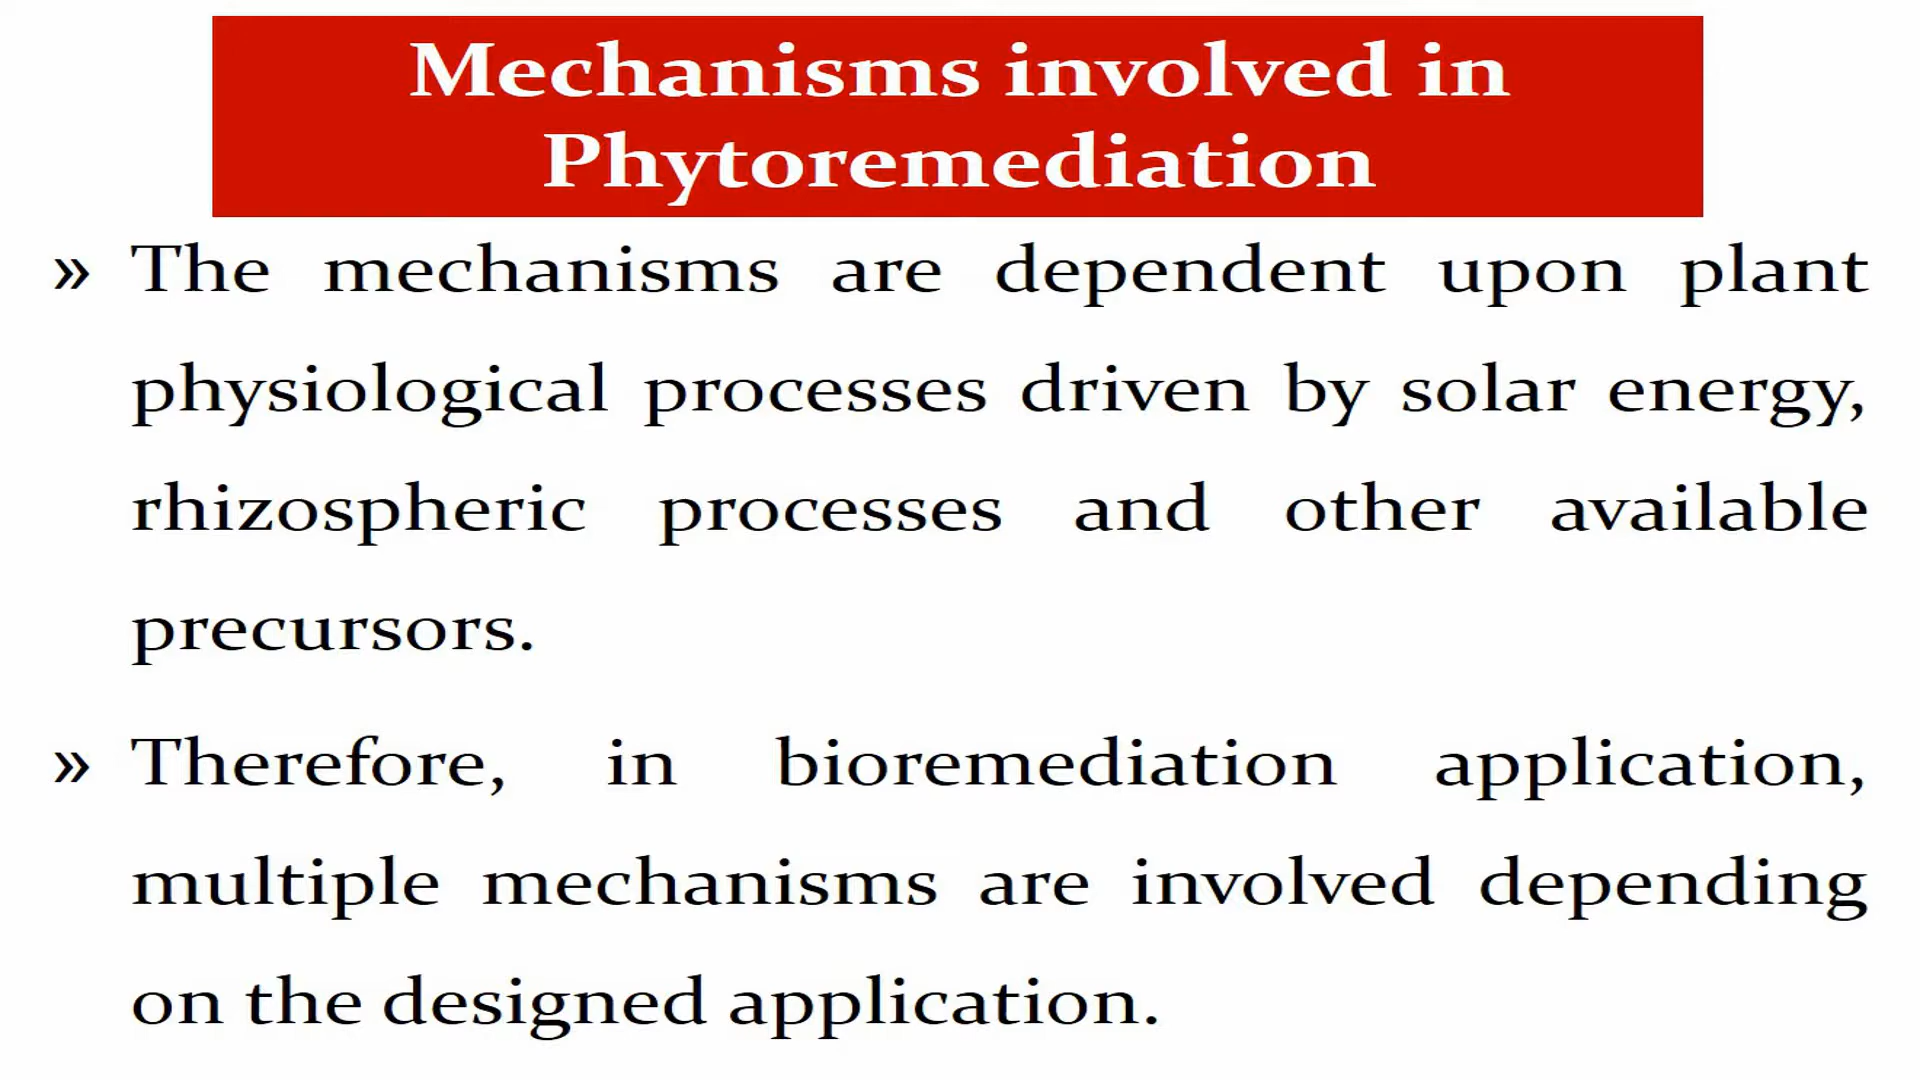 Mechanisms involved in
Phytoremediation
» The mechanisms are dependent upon plant
physiological processes driven by solar energy,
rhizospheric processes and other available
precursors.
» Therefore, in bioremediation application,
multiple mechanisms are involved depending
on the designed application.